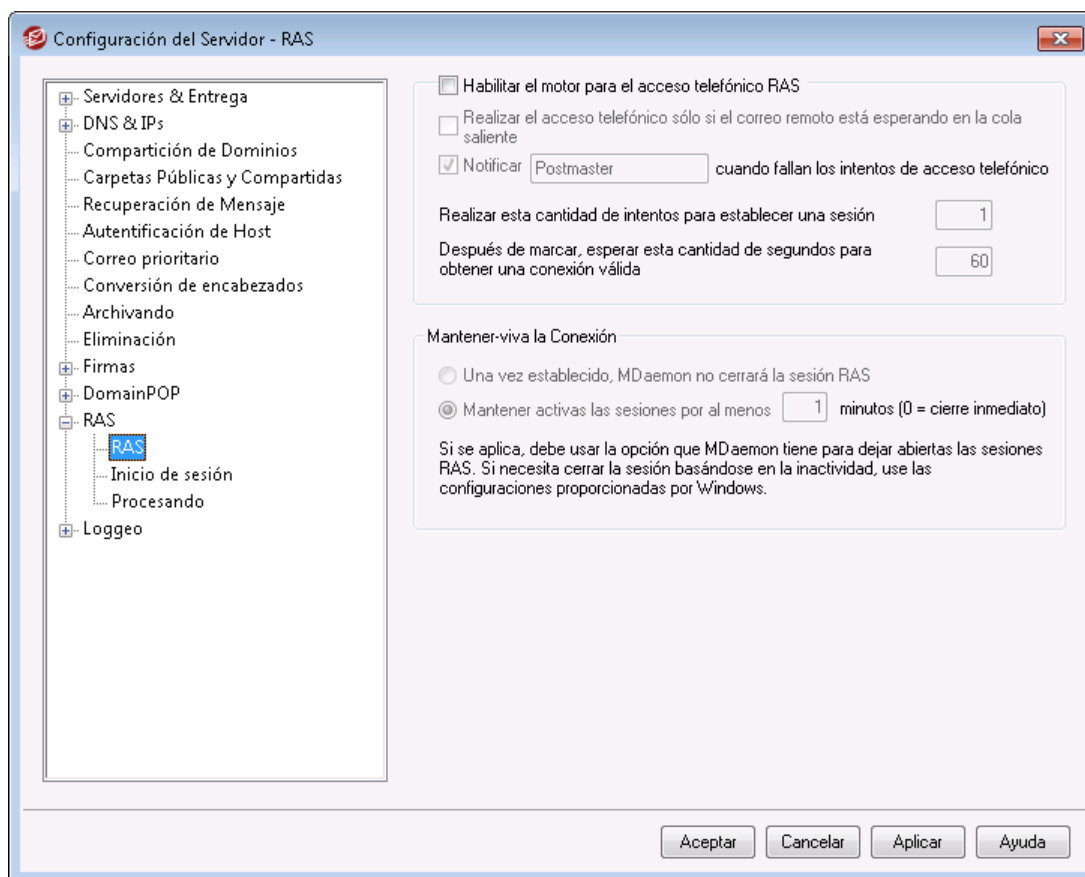 Configuración del Servidor - RAS
Servidores & Entrega
DNS & IPs
Compartición de Dominios
Carpetas Públicas y Compartidas
Recuperación de Mensaje
Autentificación de Host
Correo prioritario
Conversión de encabezados
Archivando
Eliminación
Firmas
DomainPOP
RAS
RAS
Inicio de sesión
Procesando
Loggeo
Habilitar el motor para el acceso telefónico RAS
Realizar el acceso telefónico sólo si el correo remoto está esperando en la cola
saliente
Notificar Postmaster cuando fallan los intentos de acceso telefónico
Realizar esta cantidad de intentos para establecer una sesión 1
Después de marcar, esperar esta cantidad de segundos para
obtener una conexión válida 60
Mantener-viva la Conexión
Una vez establecido, MDaemon no cerrará la sesión RAS
Mantener activas las sesiones por al menos 1 minutos (0 = cierre inmediato)
Si se aplica, debe usar la opción que MDaemon tiene para dejar abiertas las sesiones
RAS. Si necesita cerrar la sesión basándose en la inactividad, use las
configuraciones proporcionadas por Windows.
Aceptar Cancelar Aplicar Ayuda